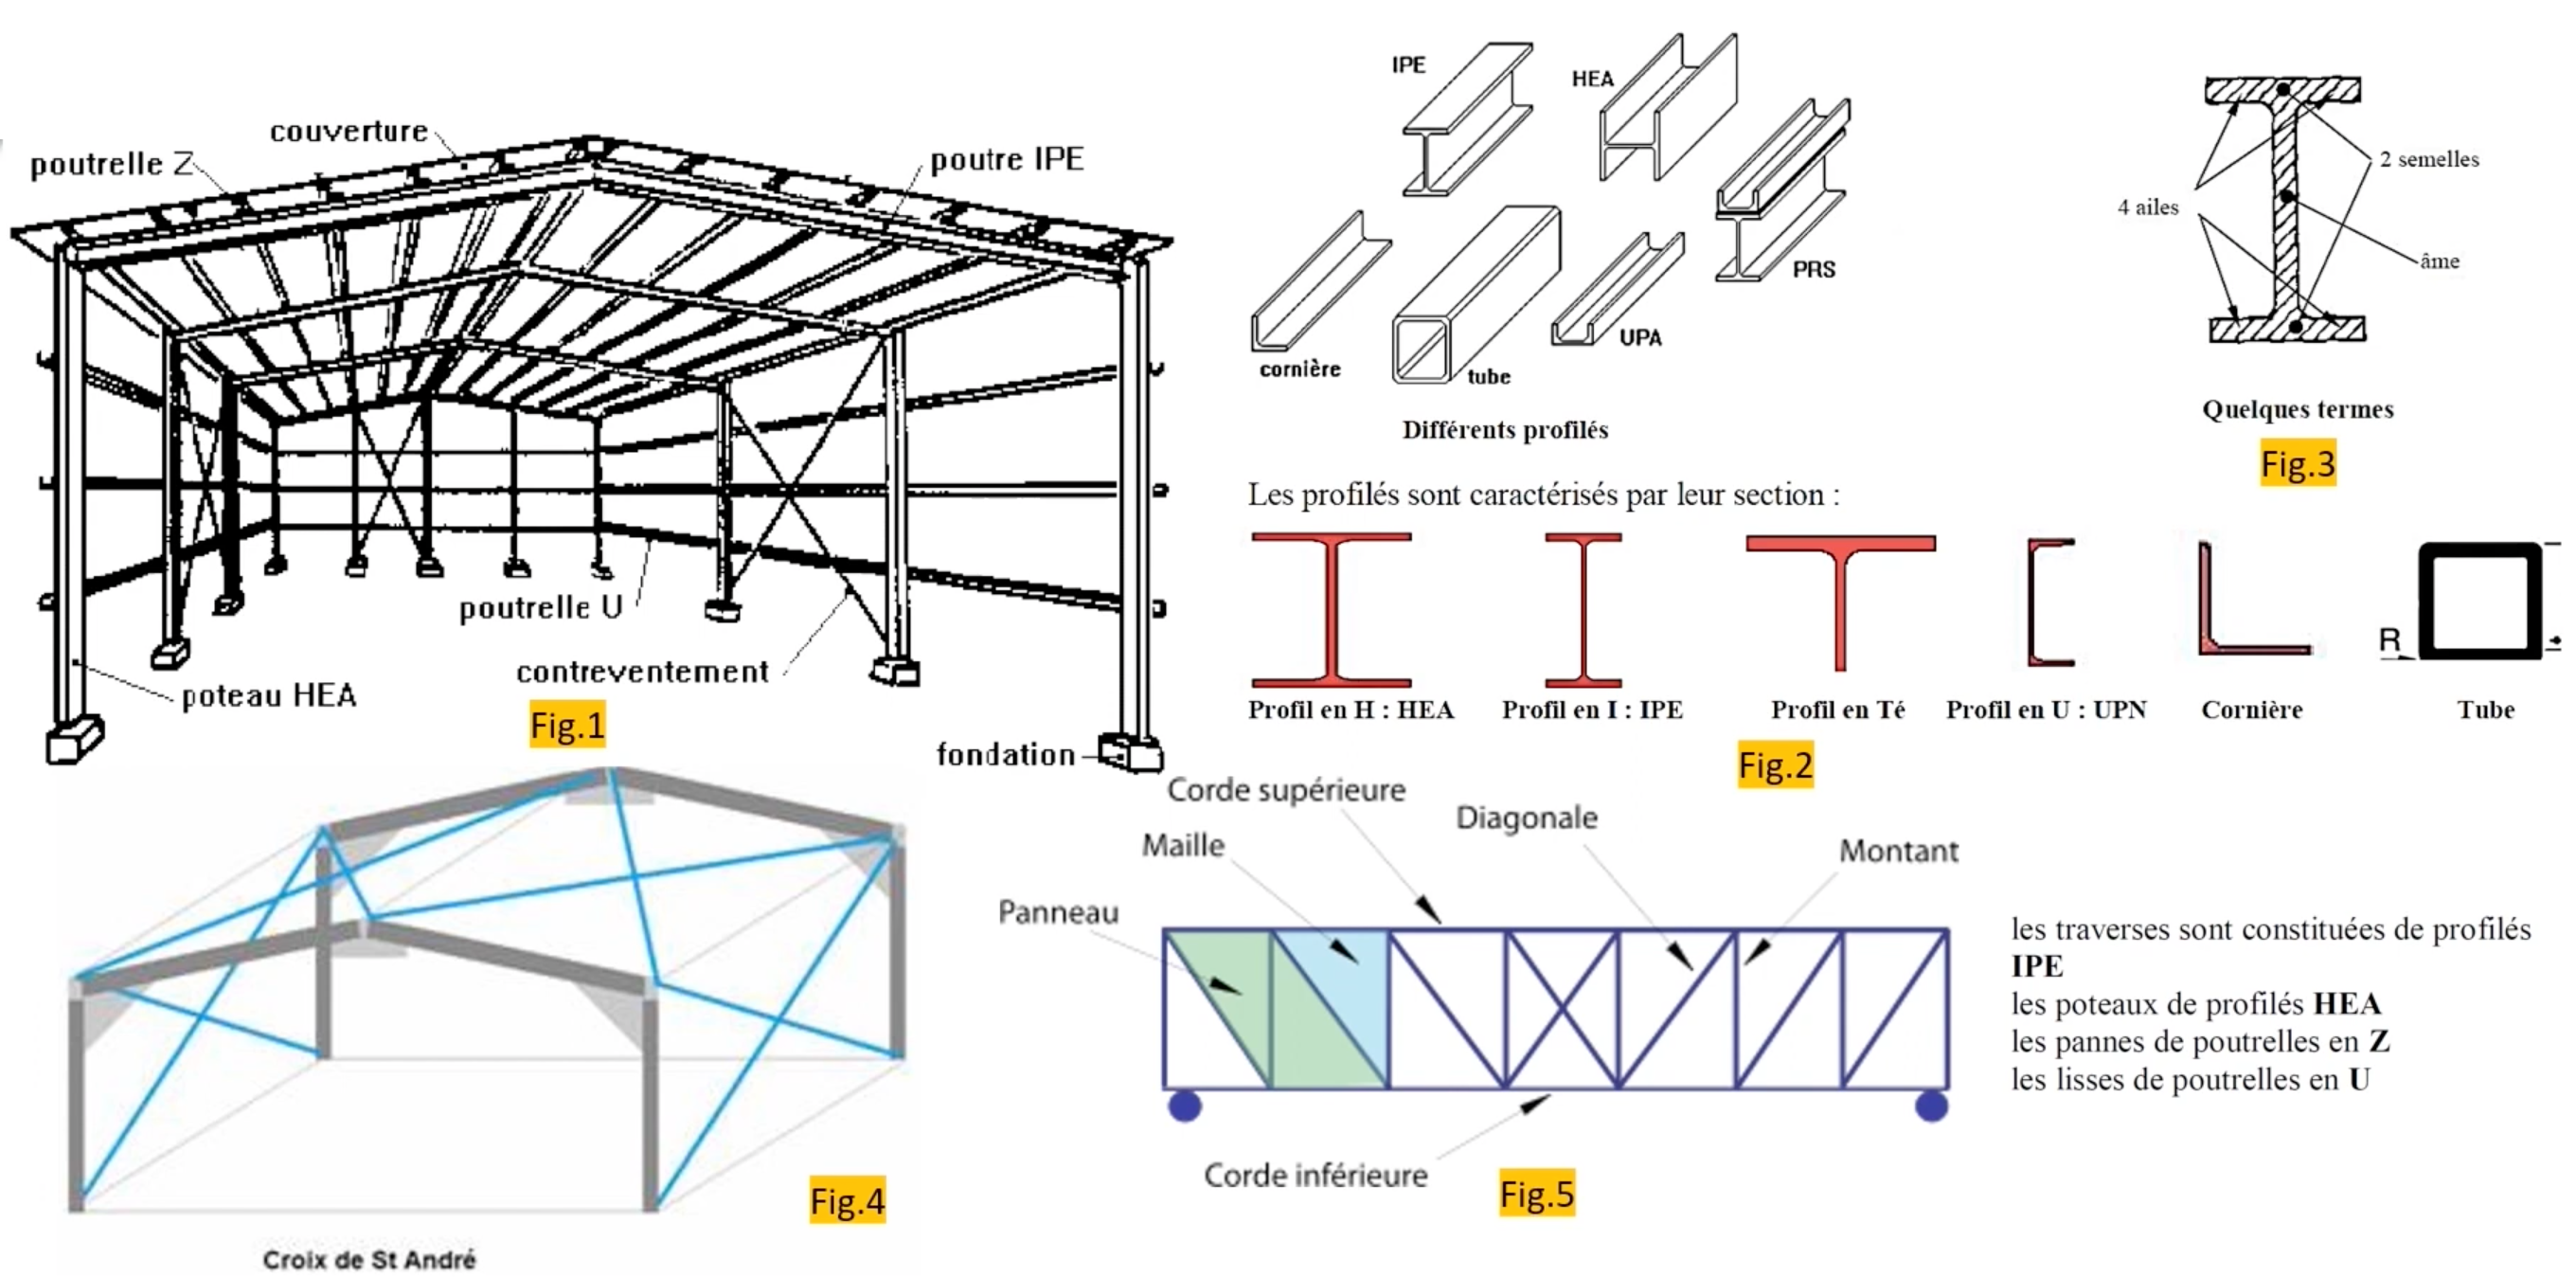 couverture
poutrelle Z
poutre IPE
poutrelle U
contreventement
poteau HEA
fondation
Fig.1
IPE
HEA
PRS
cornière
tube
UPA
Différents profilés
Les profilés sont caractérisés par leur section :
R
Profil en H : HEA
Profil en I : IPE
Profil en Té
Profil en U : UPN
Cornière
Tube
Fig.2
2 semelles
4 ailes
âme
Quelques termes
Fig.3
Fig.4
Croix de St André
Corde supérieure
Maille
Diagonale
Montant
Panneau
Corde inférieure
Fig.5
les traverses sont constituées de profilés
IPE
les poteaux de profilés HEA
les pannes de poutrelles en Z
les lisses de poutrelles en U